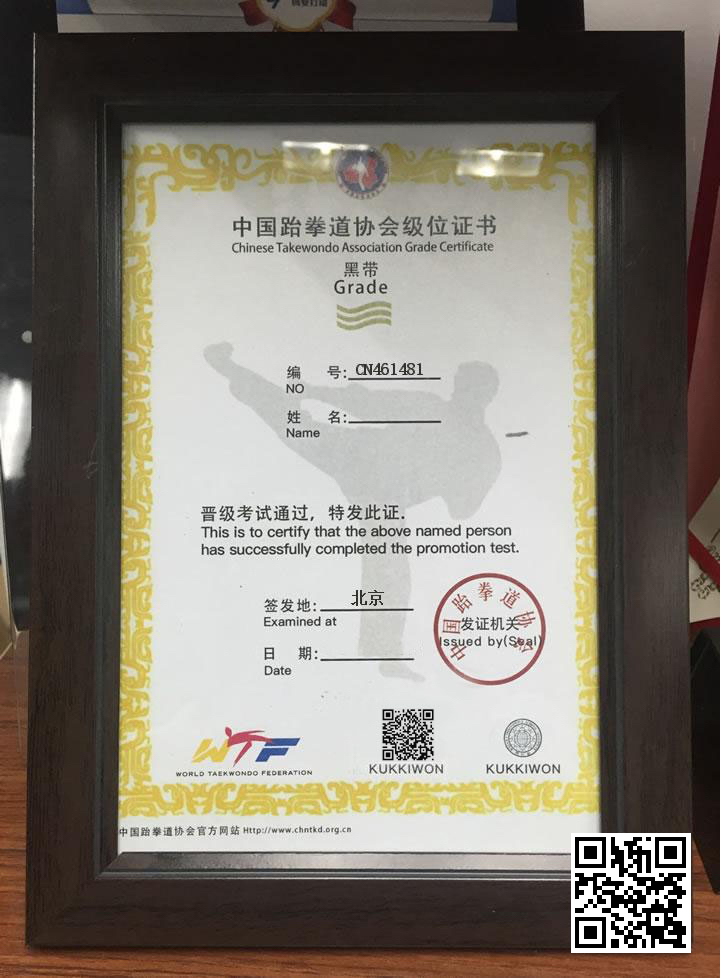 中国跆拳道协会级位证书
Chinese Takewondo Association Grade Certificate
黑带
Grade
编 号: CN461481
NO
姓 名:
Name
晋级考试通过, 特发此证.
This is to certify that the above named person
has successfully completed the promotion test.
签发地: 北京
Examined at
中国跆拳道协会
发证机关
Issued by(Seal)
日 期:
Date
WTF
WORLD TAEKWONDO FEDERATION
KUKKIWON
KUKKIWON
中国跆拳道协会官方网站 Http://www.chntkd.org.cn